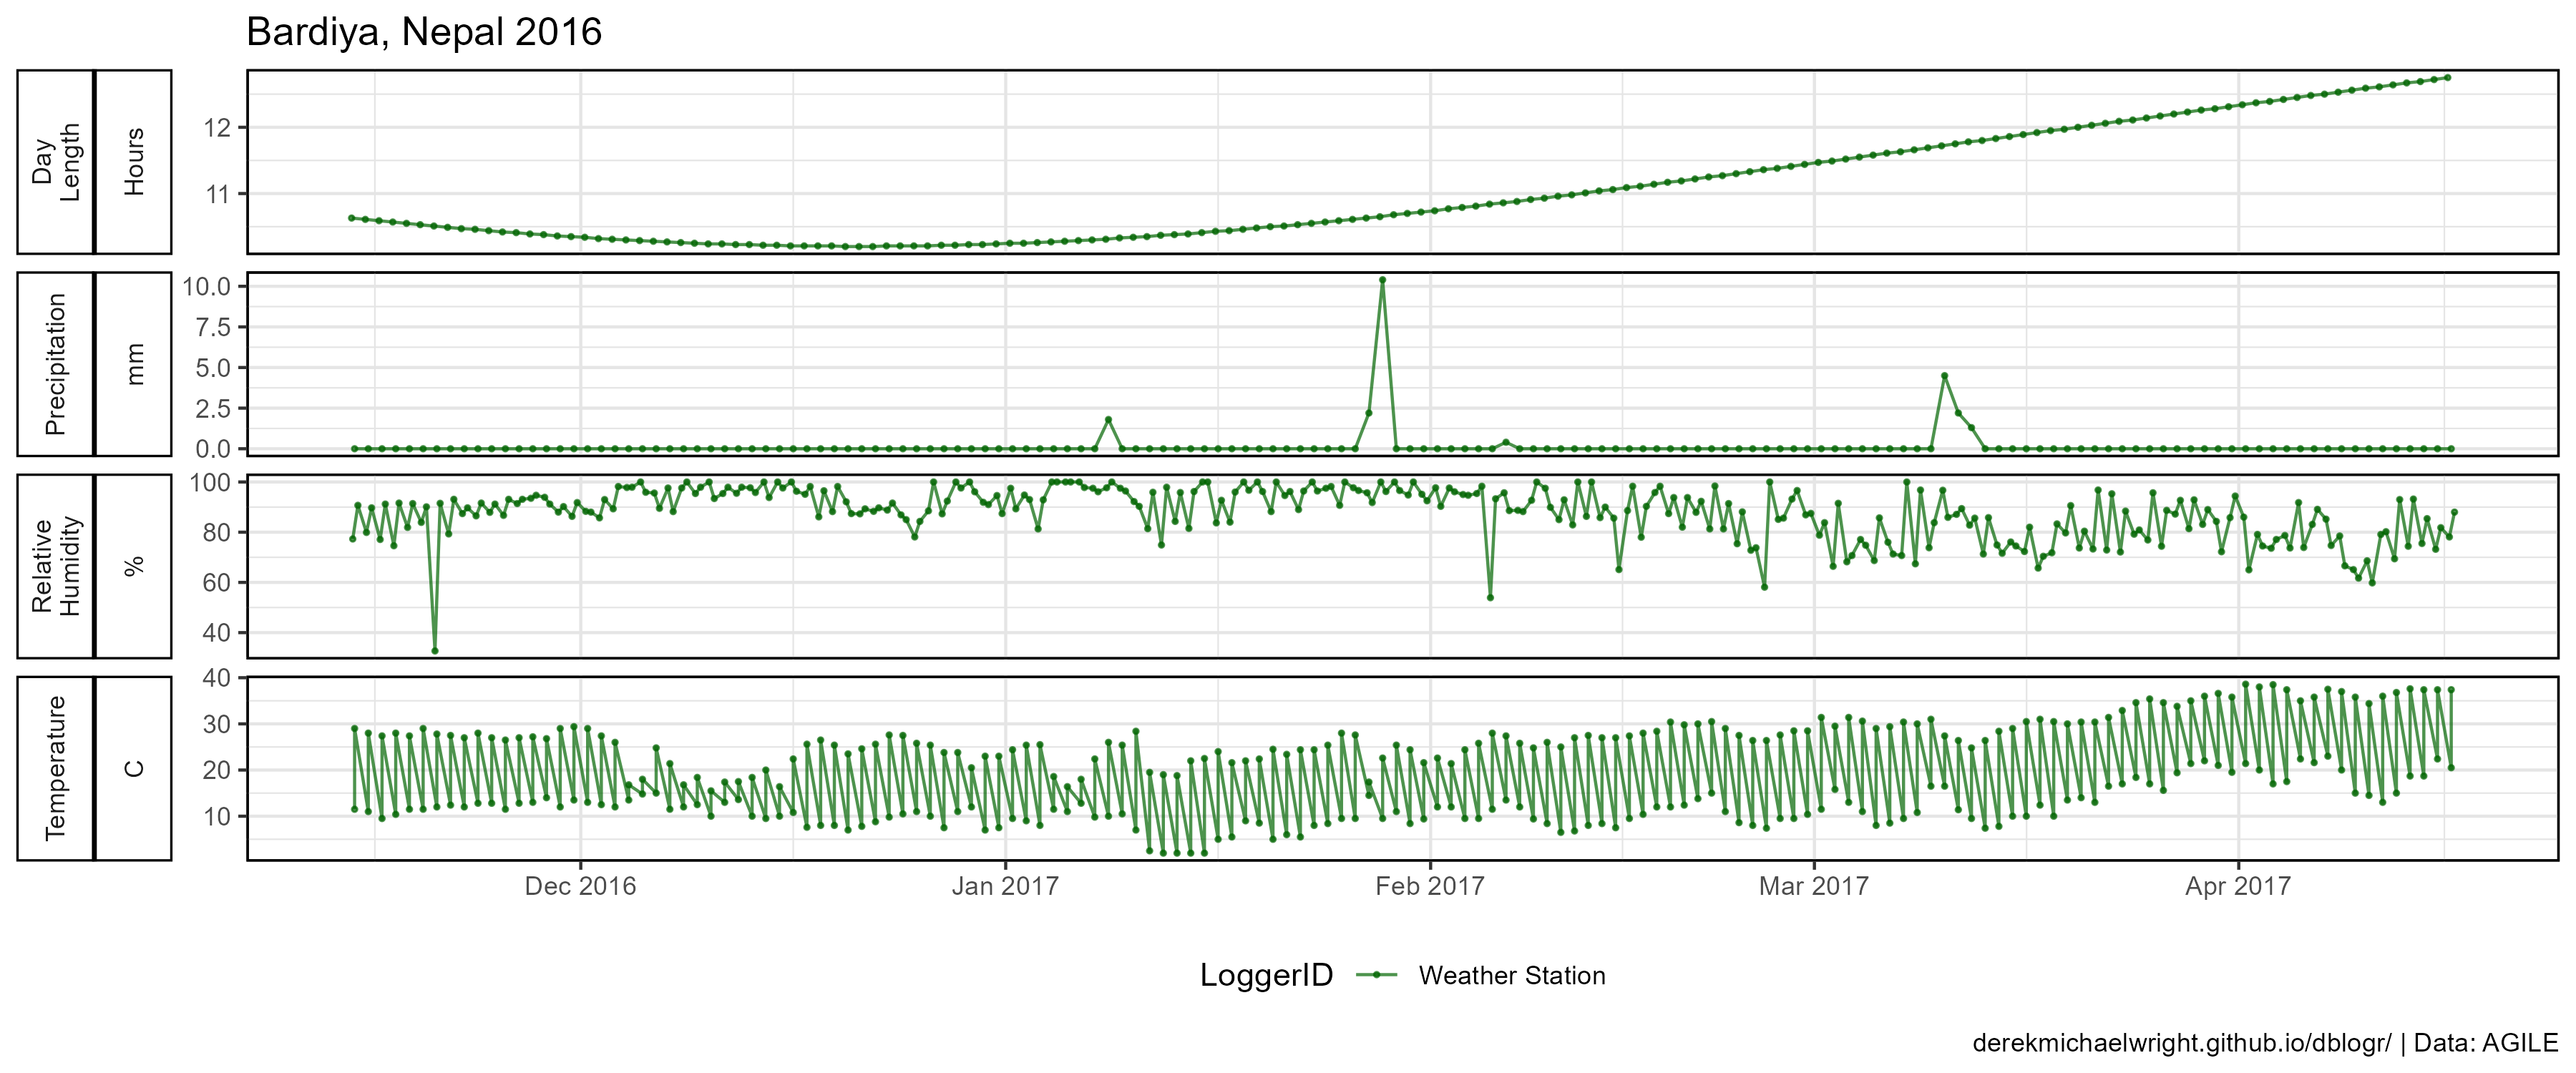 Bardiya, Nepal 2016
Day
Length
Hours
12
11
Precipitation
mm
10.0
7.5
5.0
2.5
0.0
Relative
Humidity
%
100
80
60
40
Temperature
C
40
30
20
10
Dec 2016
Jan 2017
Feb 2017
Mar 2017
Apr 2017
LoggerID
Weather Station
derekmichaelwright.github.io/dblogr/ | Data: AGILE